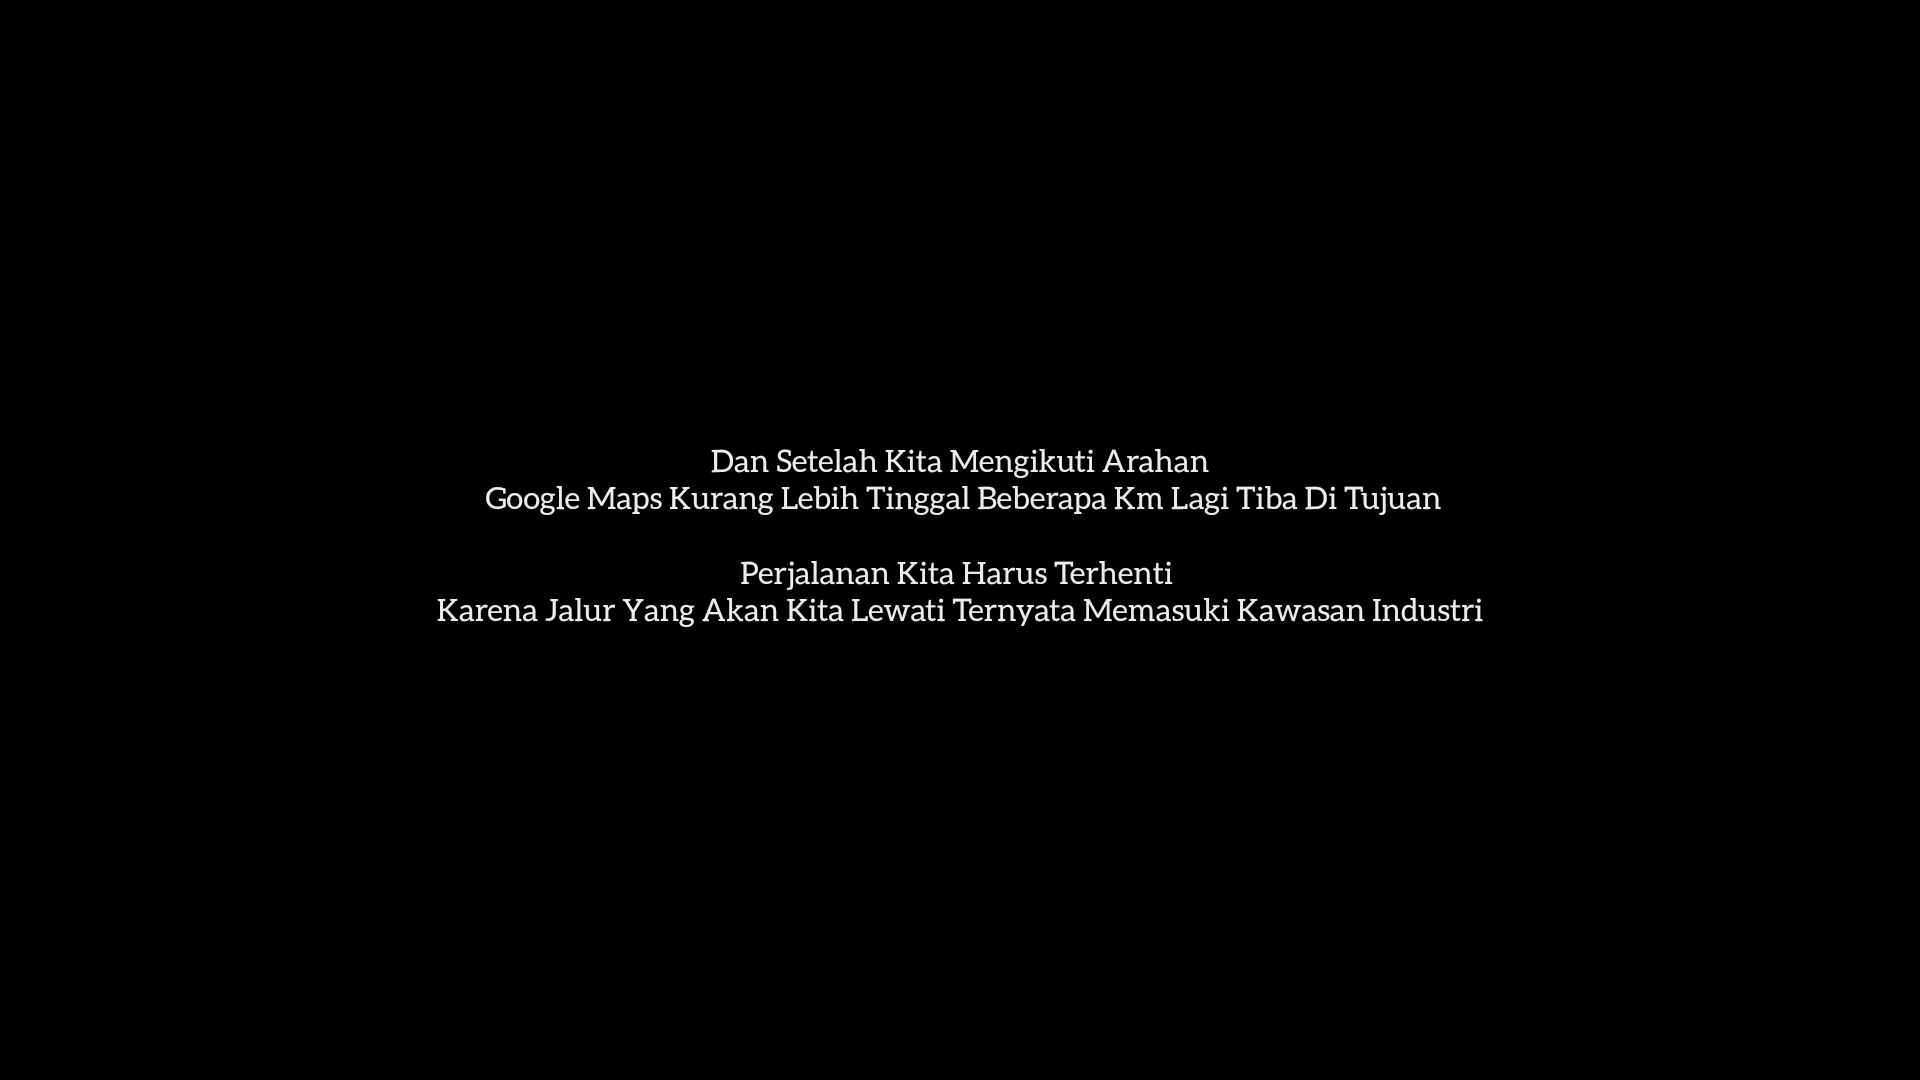 Dan Setelah Kita Mengikuti Arahan
Google Maps Kurang Lebih Tinggal Beberapa Km Lagi Tiba Di Tujuan
Perjalanan Kita Harus Terhenti
Karena Jalur Yang Akan Kita Lewati Ternyata Memasuki Kawasan Industri